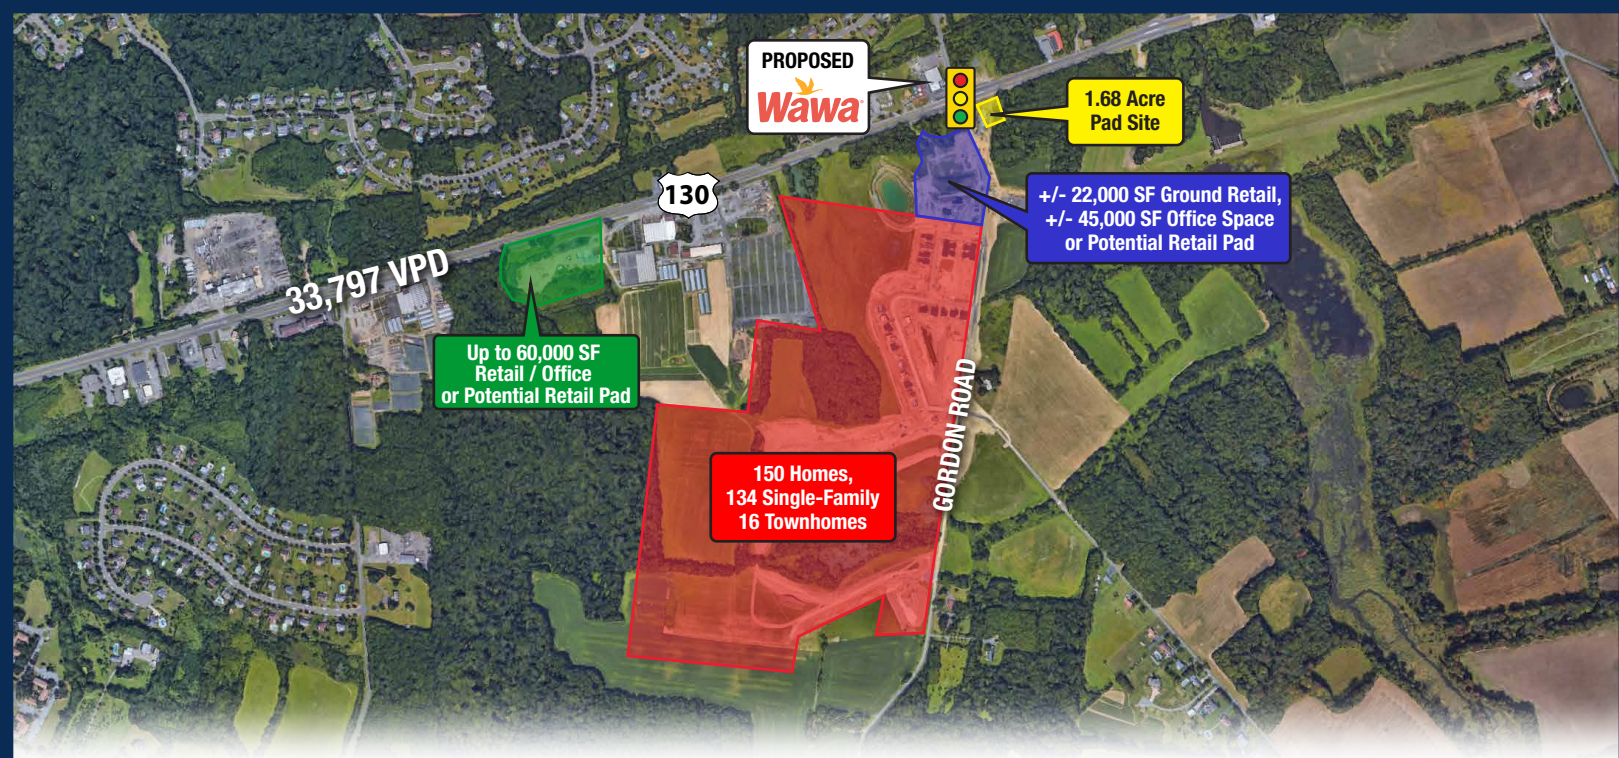 PROPOSED
Wawa
1.68 Acre
Pad Site
130
+/- 22,000 SF Ground Retail,
+/- 45,000 SF Office Space
or Potential Retail Pad
33,797 VPD
Up to 60,000 SF
Retail / Office
or Potential Retail Pad
GORDON ROAD
150 Homes,
134 Single-Family
16 Townhomes